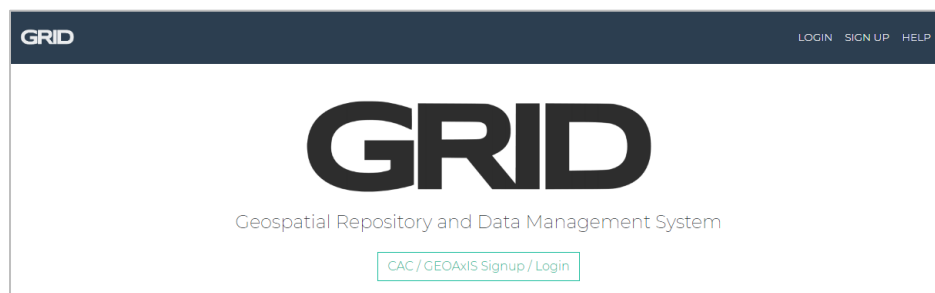 GRID
LOGIN SIGN UP HELP
GRID
Geospatial Repository and Data Management System
CAC / GEOAxIS Signup / Login